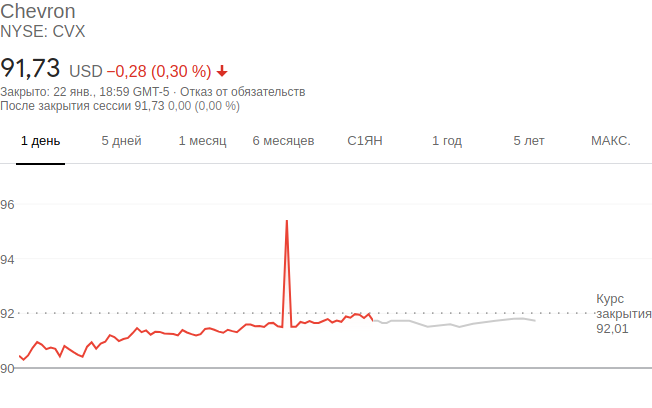 Chevron
NYSE: CVX
91,73 USD −0,28 (0,30 %)
Закрыто: 22 янв., 18:59 GMT-5 · Отказ от обязательств
После закрытия сессии 91,73 0,00 (0,00 %)
1 день 5 дней 1 месяц 6 месяцев С1ЯН 1 год 5 лет МАКС.
96
94
92
90
Курс
закрытия
92,01